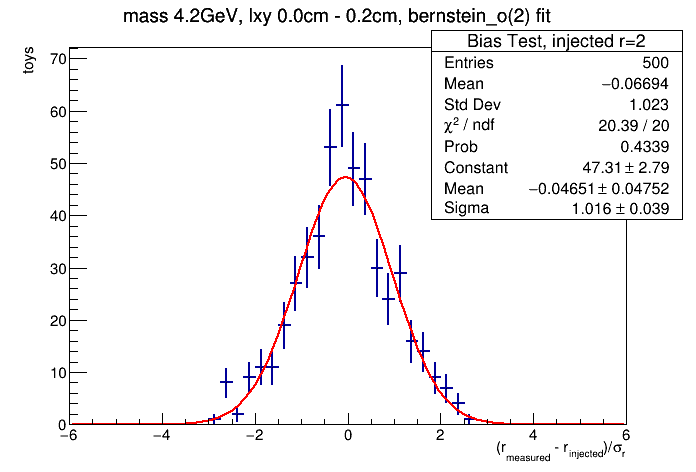 mass 4.2GeV, lxy 0.0cm - 0.2cm, bernstein_o(2) fit
Bias Test, injected r=2
Entries 500
Mean −0.06694
Std Dev 1.023
χ² / ndf 20.39 / 20
Prob 0.4339
Constant 47.31 ± 2.79
Mean −0.04651 ± 0.04752
Sigma 1.016 ± 0.039
toys
70
60
50
40
30
20
10
0
−6 −4 −2 0 2 4 6
(r_measured - r_injected)/σ_r